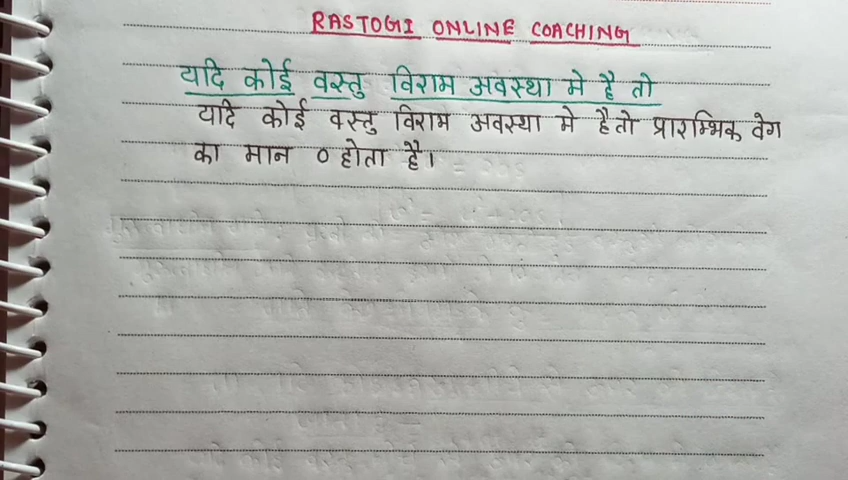 RASTOGI ONLINE COACHING
यदि कोई वस्तु विराम अवस्था मे है तो
यदि कोई वस्तु विराम अवस्था मे है तो प्रारम्भिक वेग
का मान 0 होता है।